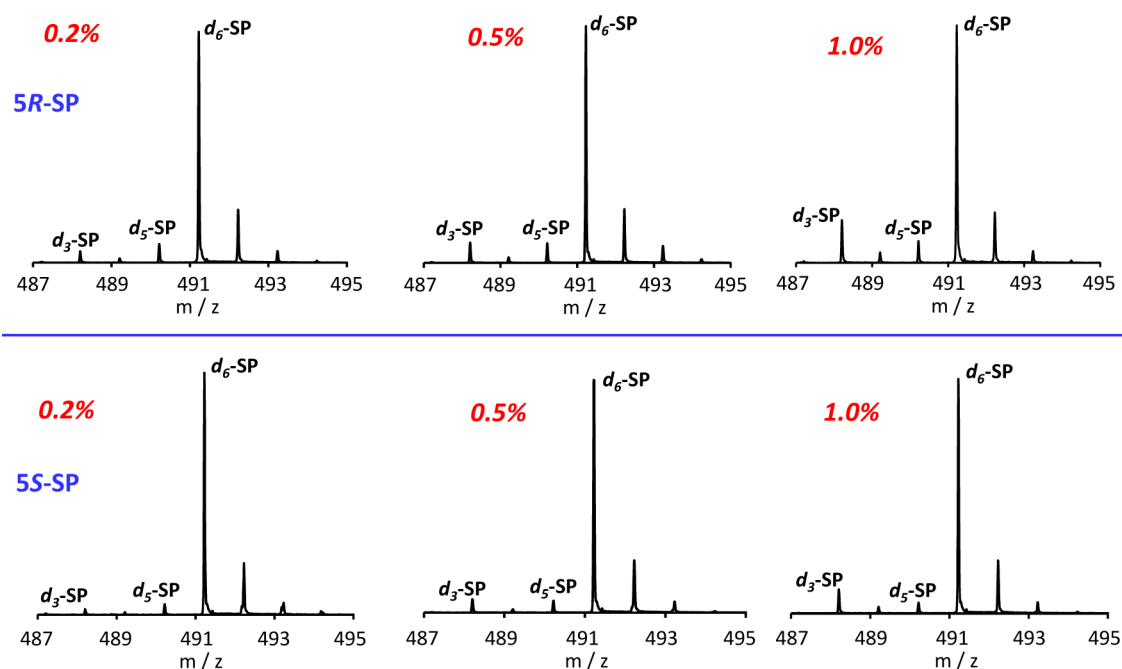 0.2%
d6-SP
5R-SP
d3-SP
d5-SP
487 489 491 493 495
m / z
0.5%
d6-SP
d3-SP
d5-SP
487 489 491 493 495
m / z
1.0%
d6-SP
d3-SP
d5-SP
487 489 491 493 495
m / z
0.2%
d6-SP
5S-SP
d3-SP
d5-SP
487 489 491 493 495
m / z
0.5%
d6-SP
d3-SP
d5-SP
487 489 491 493 495
m / z
1.0%
d6-SP
d3-SP
d5-SP
487 489 491 493 495
m / z